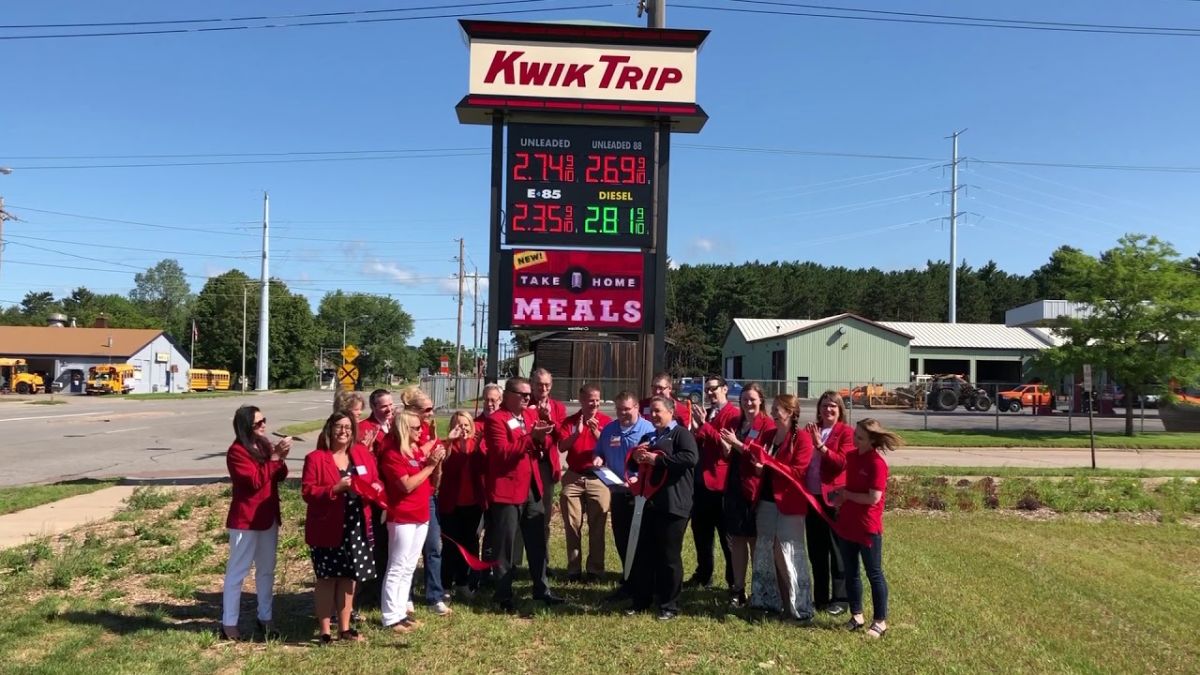 KWIK TRIP
UNLEADED UNLEADED 88
2.74 9/10 2.69 9/10
E-85 DIESEL
2.35 9/10 2.81 9/10
NEW!
TAKE HOME
MEALS